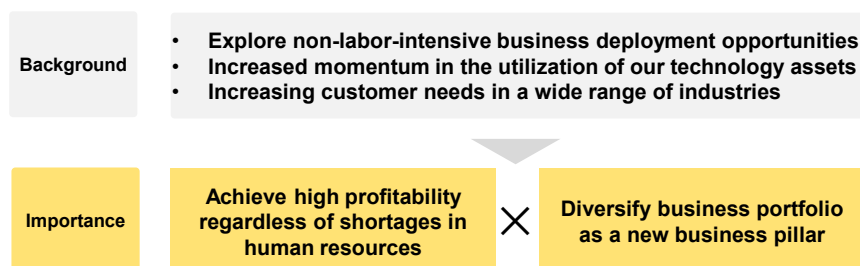 Background
• Explore non-labor-intensive business deployment opportunities
• Increased momentum in the utilization of our technology assets
• Increasing customer needs in a wide range of industries
Importance
Achieve high profitability
regardless of shortages in
human resources
×
Diversify business portfolio
as a new business pillar